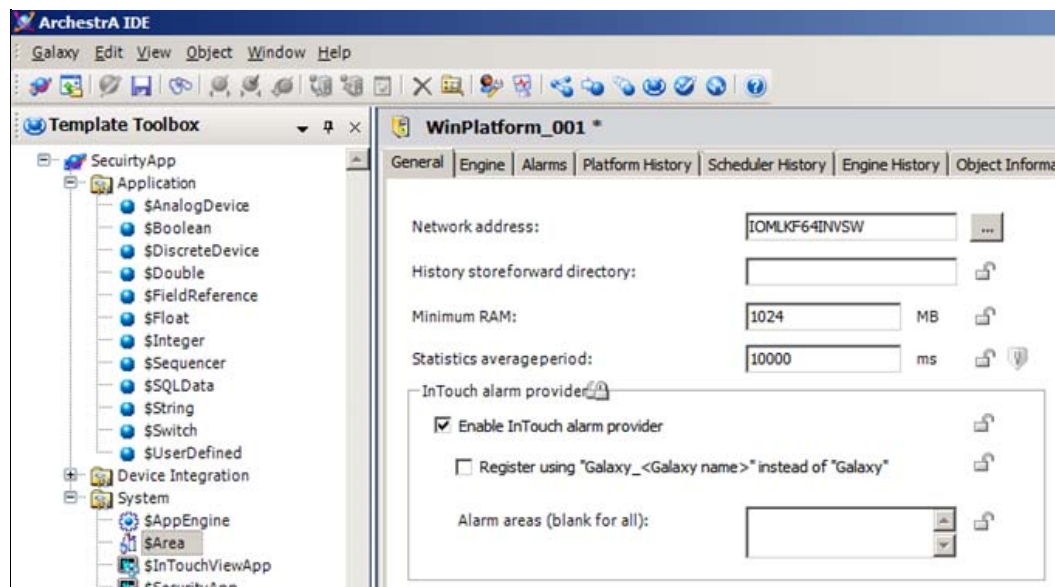 ArchestrA IDE
Galaxy Edit View Object Window Help
Template Toolbox
SecuirtyApp
Application
$AnalogDevice
$Boolean
$DiscreteDevice
$Double
$FieldReference
$Float
$Integer
$Sequencer
$SQLData
$String
$Switch
$UserDefined
Device Integration
System
$AppEngine
$Area
$InTouchViewApp
$SecurityApp
WinPlatform_001 *
General Engine Alarms Platform History Scheduler History Engine History Object Informa
Network address: IOMLKF64INVSW ...
History storeforward directory:
Minimum RAM: 1024 MB
Statistics averageperiod: 10000 ms
InTouch alarm provider
Enable InTouch alarm provider
Register using "Galaxy_<Galaxy name>" instead of "Galaxy"
Alarm areas (blank for all):